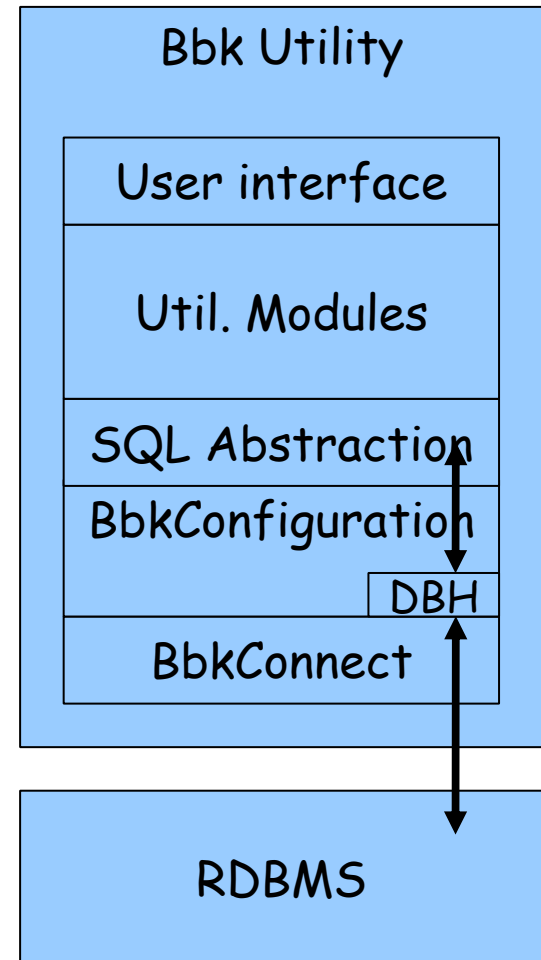 Bbk Utility
User interface
Util. Modules
SQL Abstraction
BbkConfiguration
DBH
BbkConnect
RDBMS